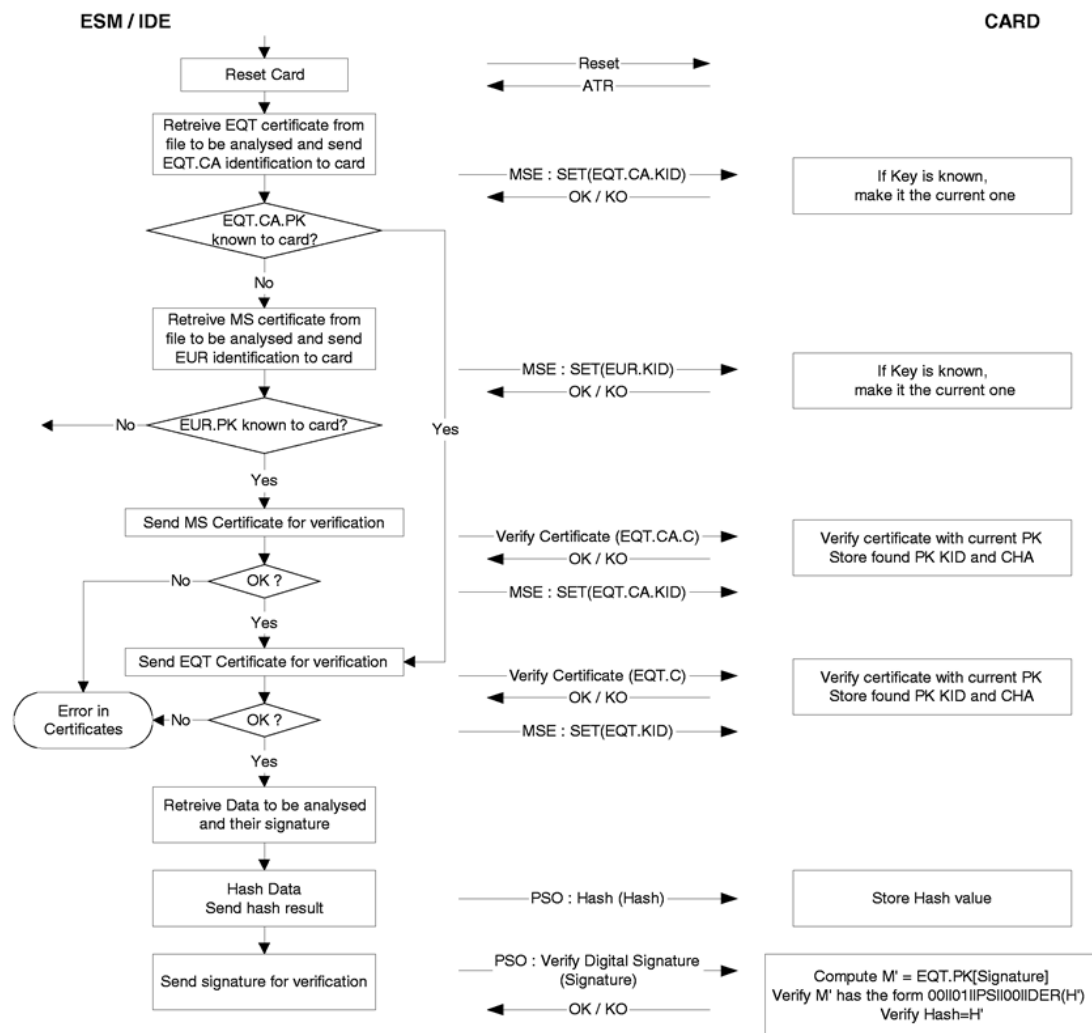 ESM / IDE
CARD
Reset Card
Reset
ATR
Retreive EQT certificate from
file to be analysed and send
EQT.CA identification to card
MSE : SET(EQT.CA.KID)
OK / KO
If Key is known,
make it the current one
EQT.CA.PK
known to card?
No
Retreive MS certificate from
file to be analysed and send
EUR identification to card
MSE : SET(EUR.KID)
OK / KO
If Key is known,
make it the current one
No
EUR.PK known to card?
Yes
Yes
Send MS Certificate for verification
Verify Certificate (EQT.CA.C)
OK / KO
Verify certificate with current PK
Store found PK KID and CHA
No
OK ?
MSE : SET(EQT.CA.KID)
Yes
Send EQT Certificate for verification
Verify Certificate (EQT.C)
OK / KO
Verify certificate with current PK
Store found PK KID and CHA
Error in
Certificates
No
OK ?
MSE : SET(EQT.KID)
Yes
Retreive Data to be analysed
and their signature
Hash Data
Send hash result
PSO : Hash (Hash)
Store Hash value
Send signature for verification
PSO : Verify Digital Signature
(Signature)
OK / KO
Compute M' = EQT.PK[Signature]
Verify M' has the form 00||01||PS||00||DER(H')
Verify Hash=H'